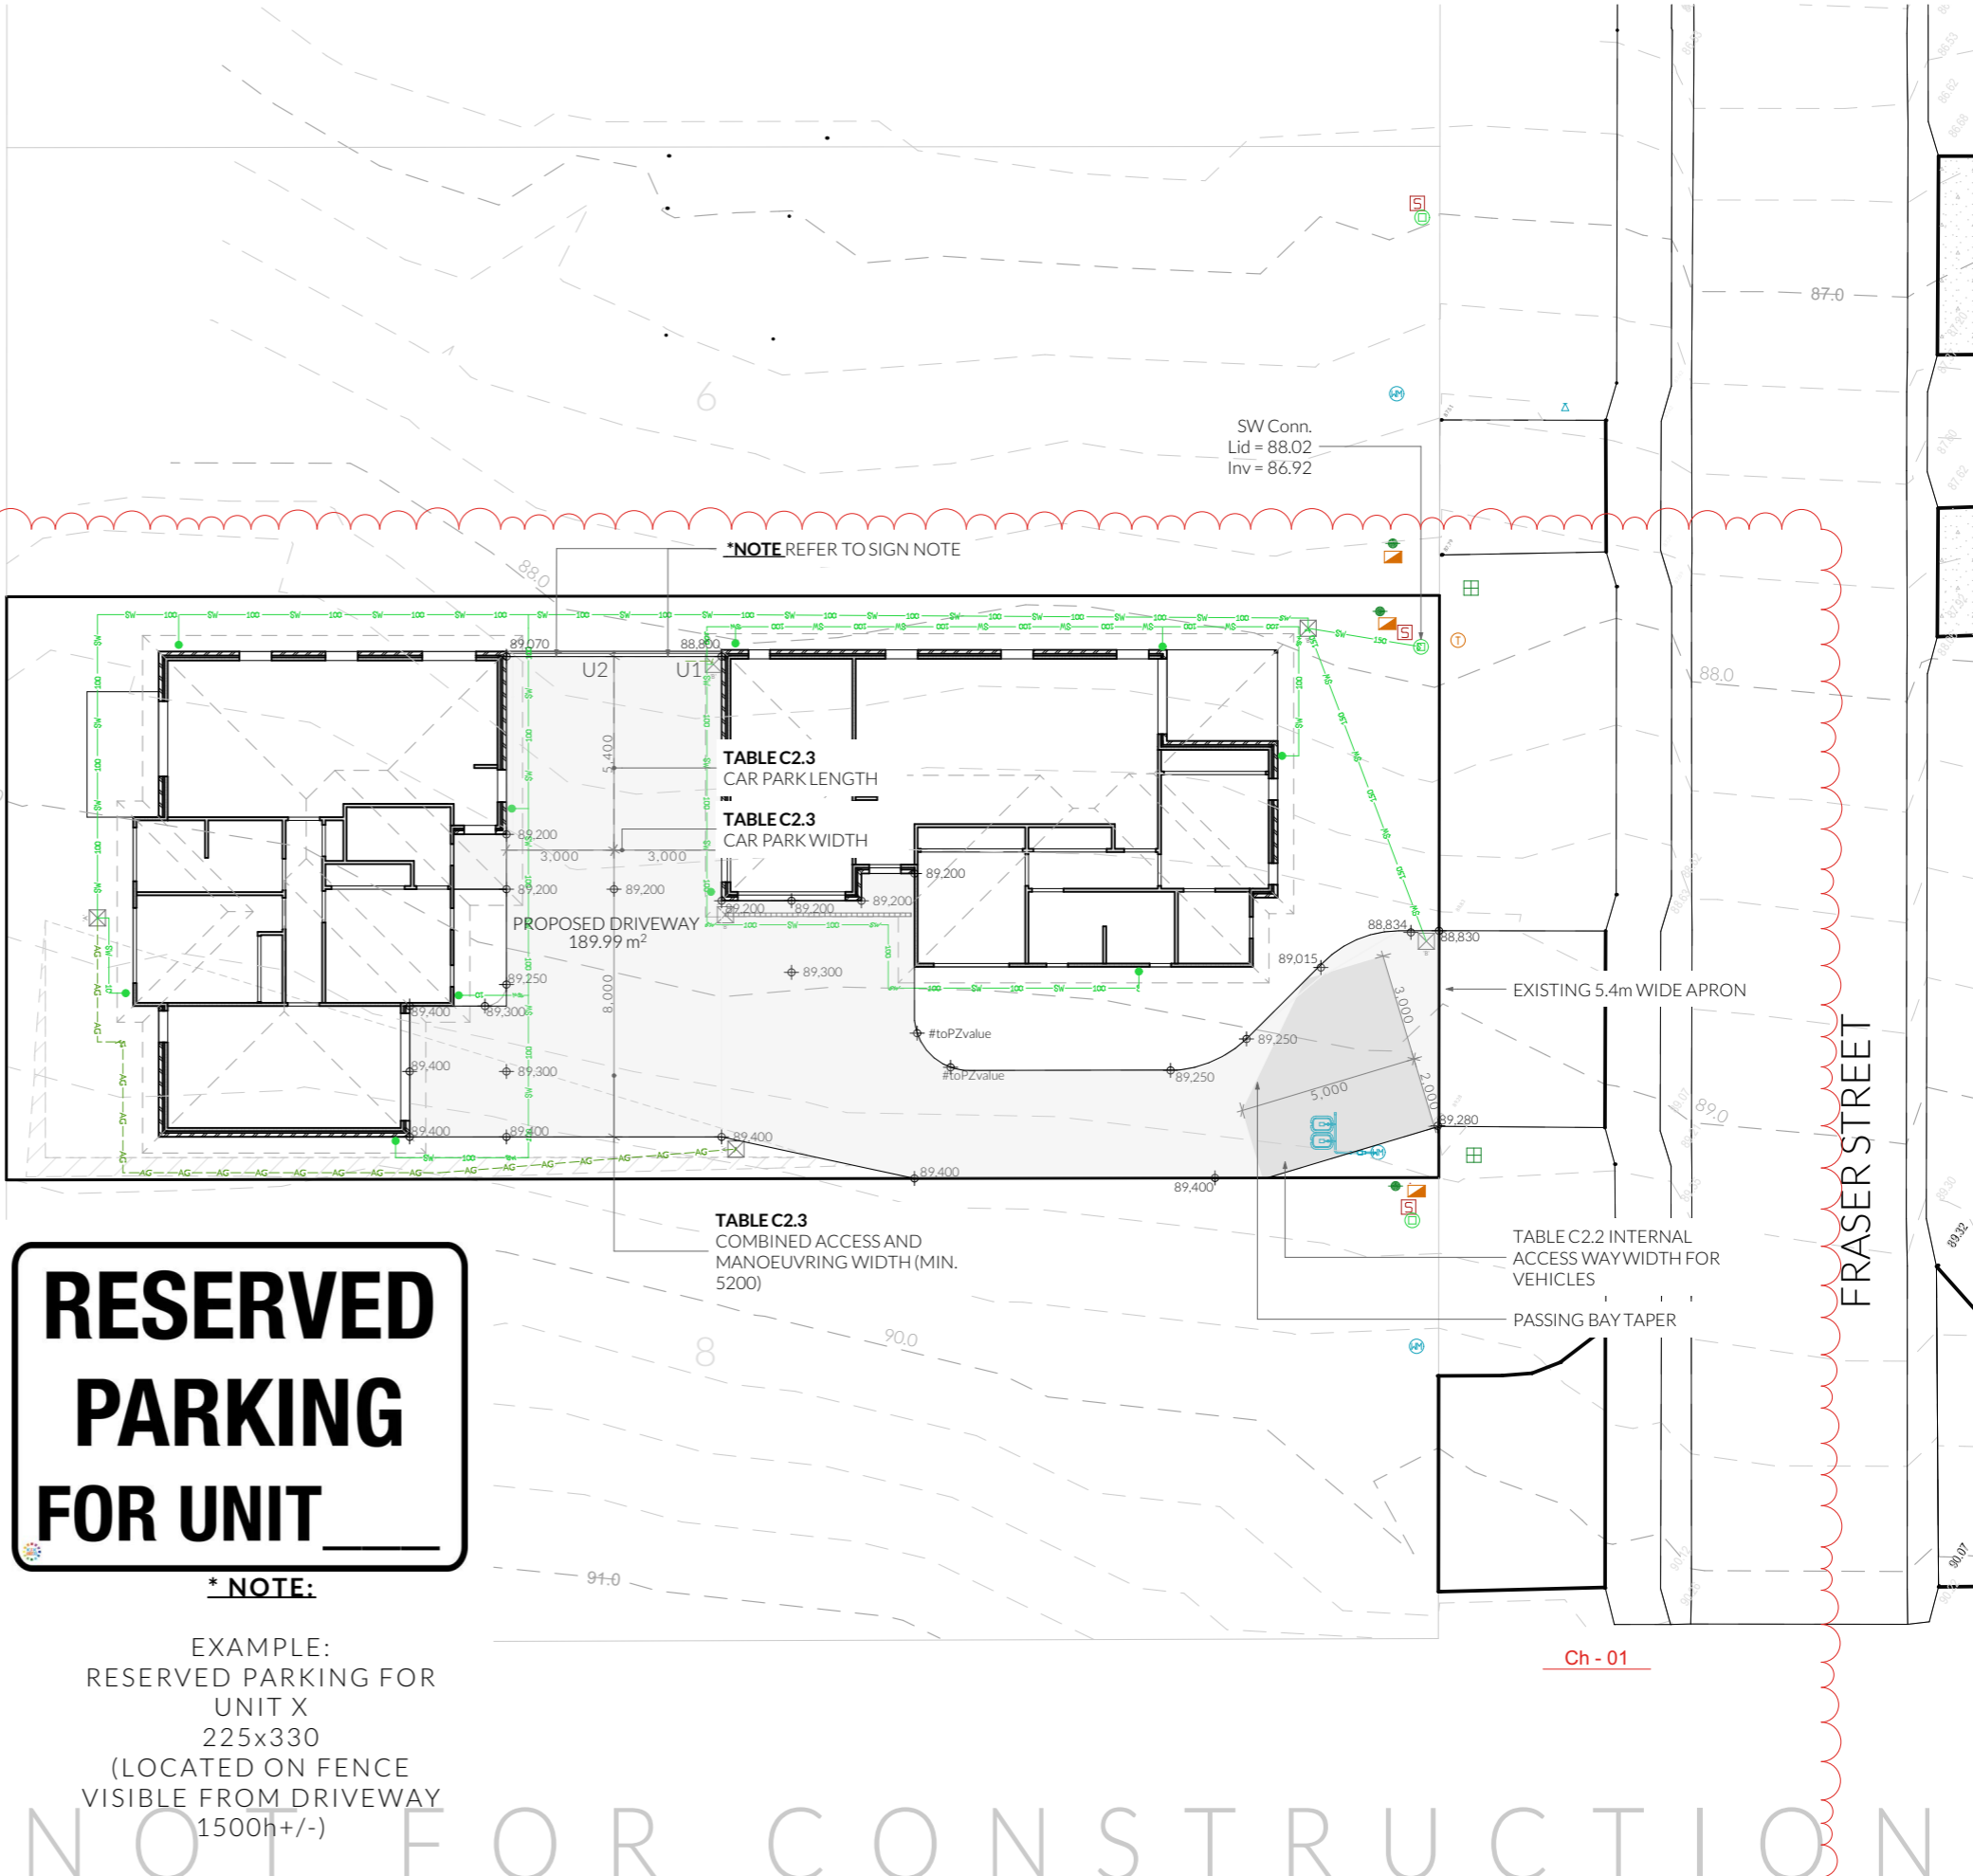 87.0
6
SW Conn.
Lid = 88.02
Inv = 86.92
*NOTE REFER TO SIGN NOTE
88.0
89,070
88,800
U2
U1
88.0
5,400
TABLE C2.3
CAR PARK LENGTH
TABLE C2.3
CAR PARK WIDTH
89,200
3,000
3,000
89,200
89,200
89,200
89,200
89,200
89,200
PROPOSED DRIVEWAY
189.99 m²
88,834
88,830
89,015
89,300
89,250
8,000
3,000
EXISTING 5.4m WIDE APRON
89,400
89,300
#toPZvalue
89,250
89,400
89,300
#toPZvalue
89,250
5,000
2,000
89.0
89,280
89,400
89,400
89,400
89,400
89,400
FRASER STREET
TABLE C2.3
COMBINED ACCESS AND
MANOEUVRING WIDTH (MIN.
5200)
TABLE C2.2 INTERNAL
ACCESS WAY WIDTH FOR
VEHICLES
PASSING BAY TAPER
89.32
90.0
8
91.0
90.07
RESERVED
PARKING
FOR UNIT____
* NOTE:
EXAMPLE:
RESERVED PARKING FOR
UNIT X
225x330
(LOCATED ON FENCE
VISIBLE FROM DRIVEWAY
1500h+/-)
Ch - 01
NOT FOR CONSTRUCTION